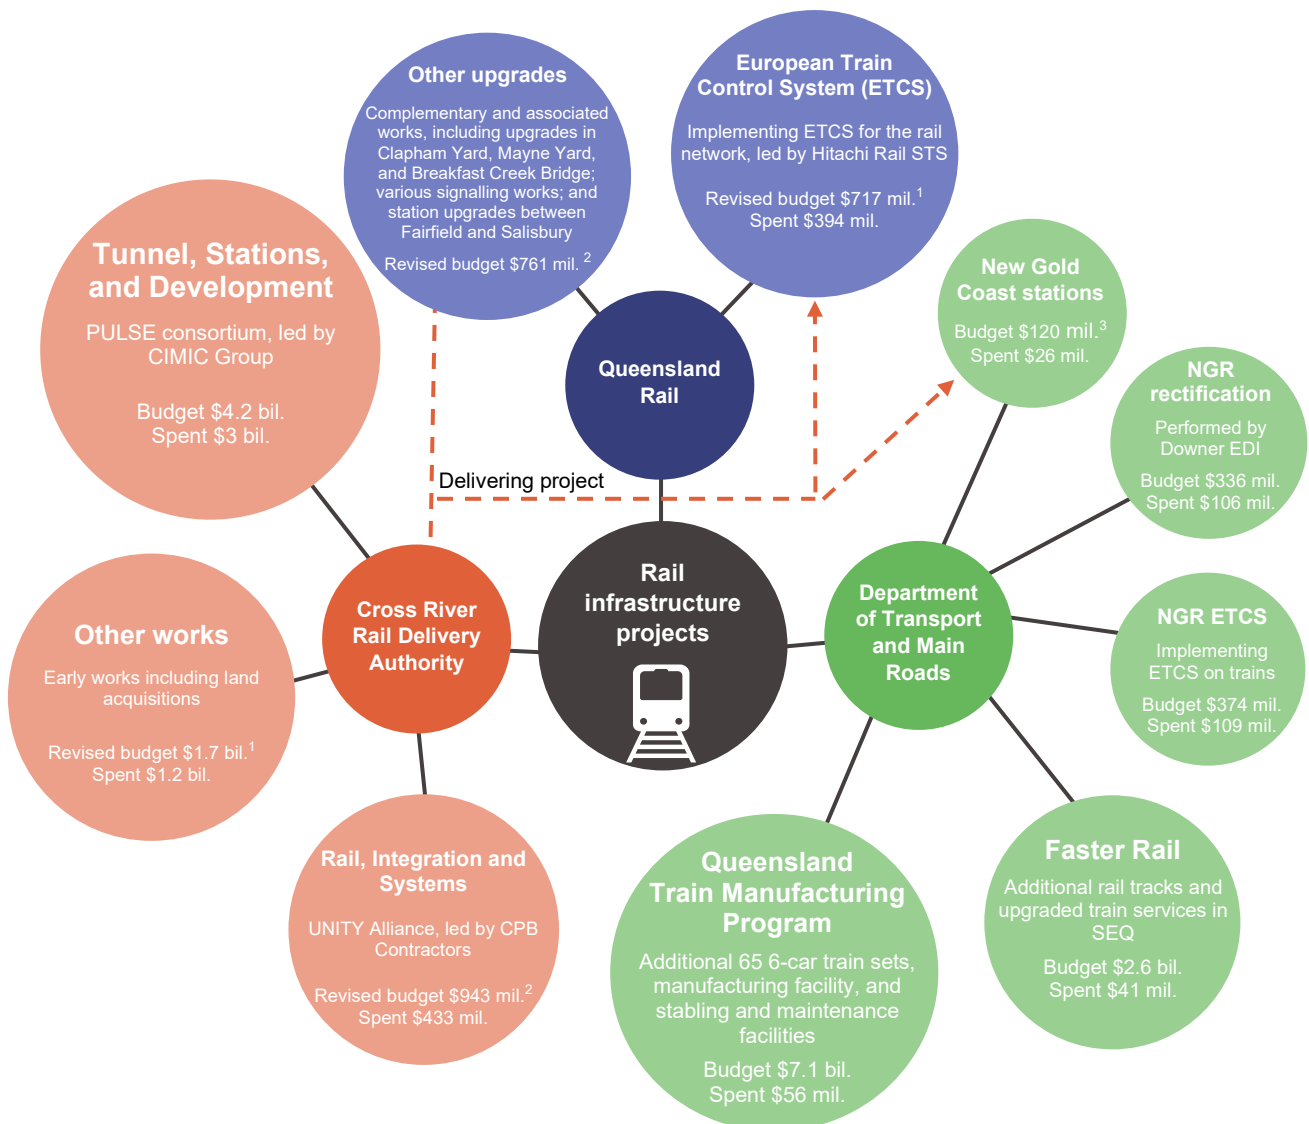 Other upgrades
Complementary and associated
works, including upgrades in
Clapham Yard, Mayne Yard,
and Breakfast Creek Bridge;
various signalling works; and
station upgrades between
Fairfield and Salisbury
Revised budget $761 mil. 2
European Train
Control System (ETCS)
Implementing ETCS for the rail
network, led by Hitachi Rail STS
Revised budget $717 mil.1
Spent $394 mil.
Tunnel, Stations,
and Development
PULSE consortium, led by
CIMIC Group
Budget $4.2 bil.
Spent $3 bil.
New Gold
Coast stations
Budget $120 mil.3
Spent $26 mil.
Queensland
Rail
NGR
rectification
Performed by
Downer EDI
Budget $336 mil.
Spent $106 mil.
Delivering project
Rail
infrastructure
projects
Cross River
Rail Delivery
Authority
Department
of Transport
and Main
Roads
Other works
Early works including land
acquisitions
Revised budget $1.7 bil.1
Spent $1.2 bil.
NGR ETCS
Implementing
ETCS on trains
Budget $374 mil.
Spent $109 mil.
Rail, Integration and
Systems
UNITY Alliance, led by CPB
Contractors
Revised budget $943 mil.2
Spent $433 mil.
Queensland
Train Manufacturing
Program
Additional 65 6-car train sets,
manufacturing facility, and
stabling and maintenance
facilities
Budget $7.1 bil.
Spent $56 mil.
Faster Rail
Additional rail tracks and
upgraded train services in
SEQ
Budget $2.6 bil.
Spent $41 mil.